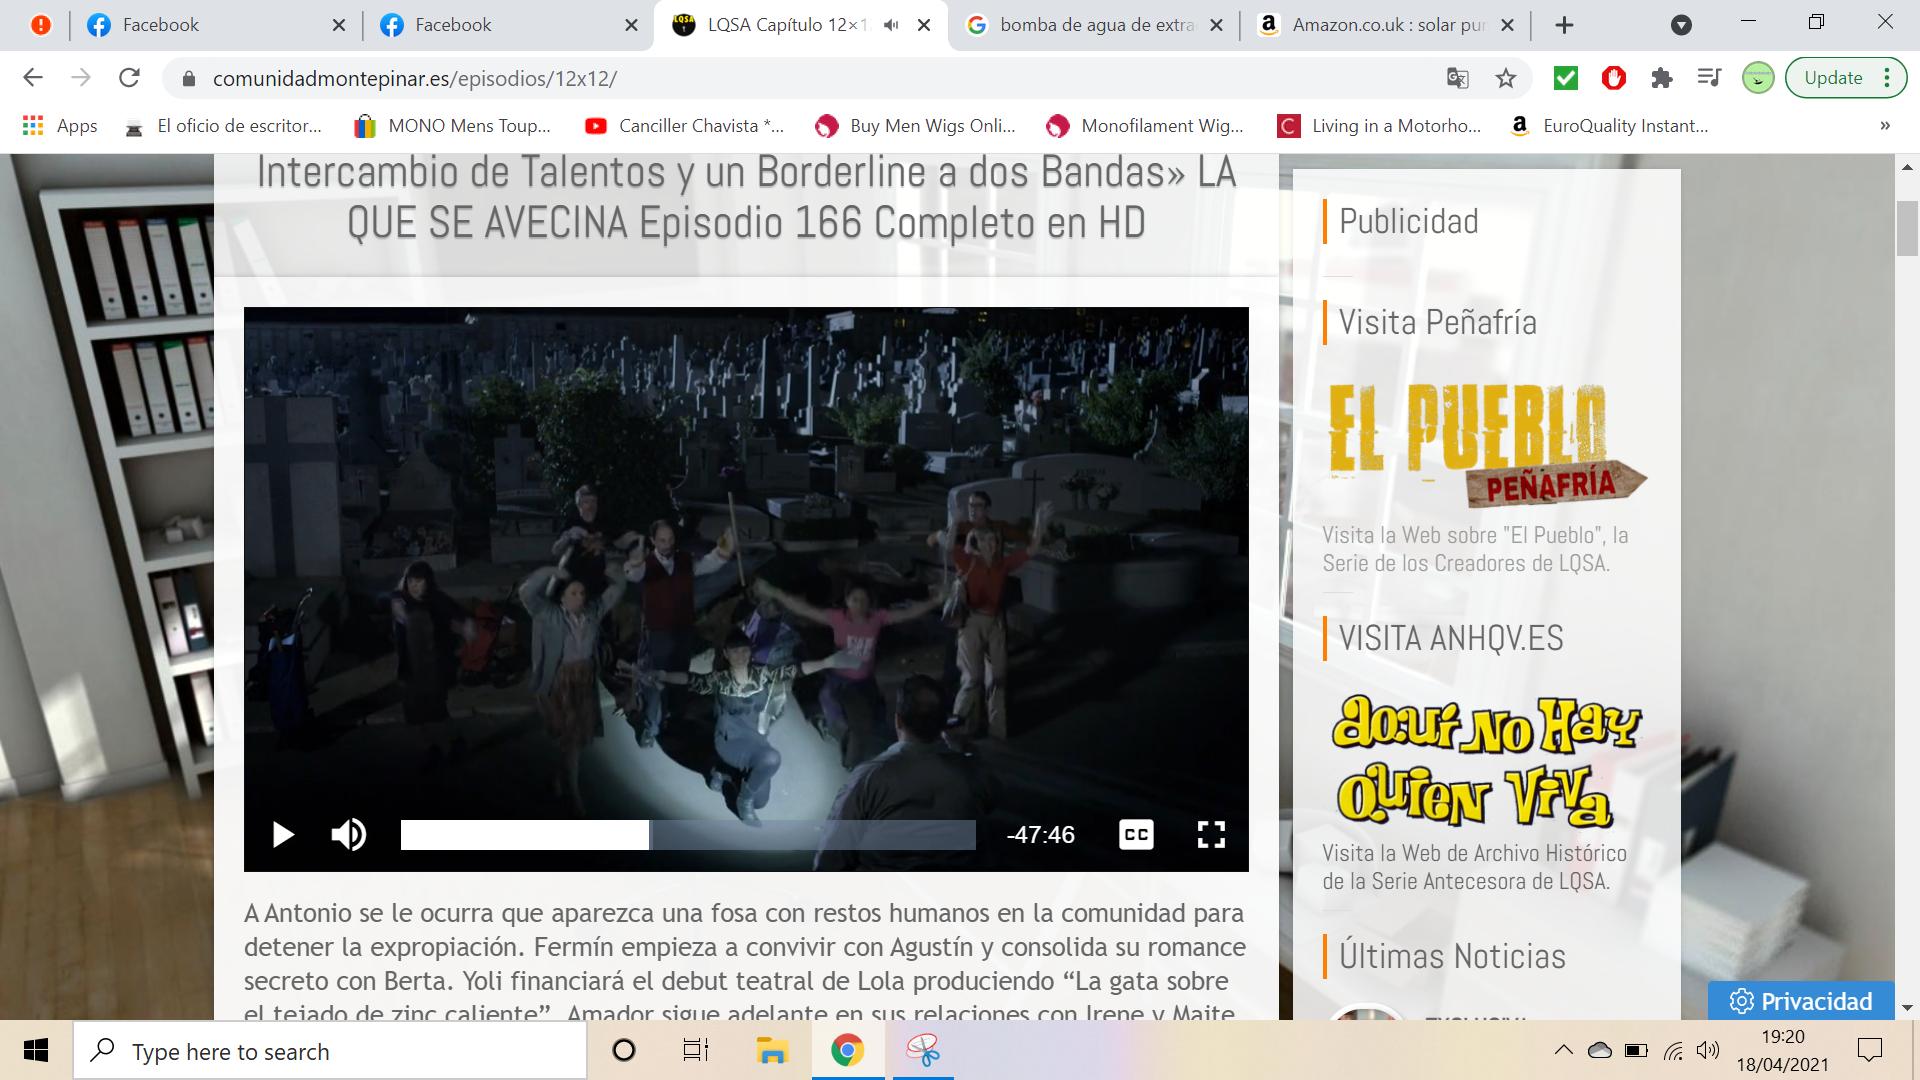 Facebook
Facebook
LQSA Capítulo 12×1
bomba de agua de extra
Amazon.co.uk : solar pu
comunidadmontepinar.es/episodios/12x12/
Update
Apps
El oficio de escritor...
MONO Mens Toup...
Canciller Chavista *...
Buy Men Wigs Onli...
Monofilament Wig...
Living in a Motorho...
EuroQuality Instant...
»
Intercambio de Talentos y un Borderline a dos Bandas» LA
QUE SE AVECINA Episodio 166 Completo en HD
-47:46
CC
A Antonio se le ocurra que aparezca una fosa con restos humanos en la comunidad para
detener la expropiación. Fermín empieza a convivir con Agustín y consolida su romance
secreto con Berta. Yoli financiará el debut teatral de Lola produciendo “La gata sobre
el tejado de zinc caliente”. Amador sigue adelante en sus relaciones con Irene y Maite
Publicidad
Visita Peñafría
EL PUEBLO
PEÑAFRÍA
Visita la Web sobre "El Pueblo", la
Serie de los Creadores de LQSA.
VISITA ANHQV.ES
aquí no hay
quien viva
Visita la Web de Archivo Histórico
de la Serie Antecesora de LQSA.
Últimas Noticias
Privacidad
Type here to search
19:20
18/04/2021